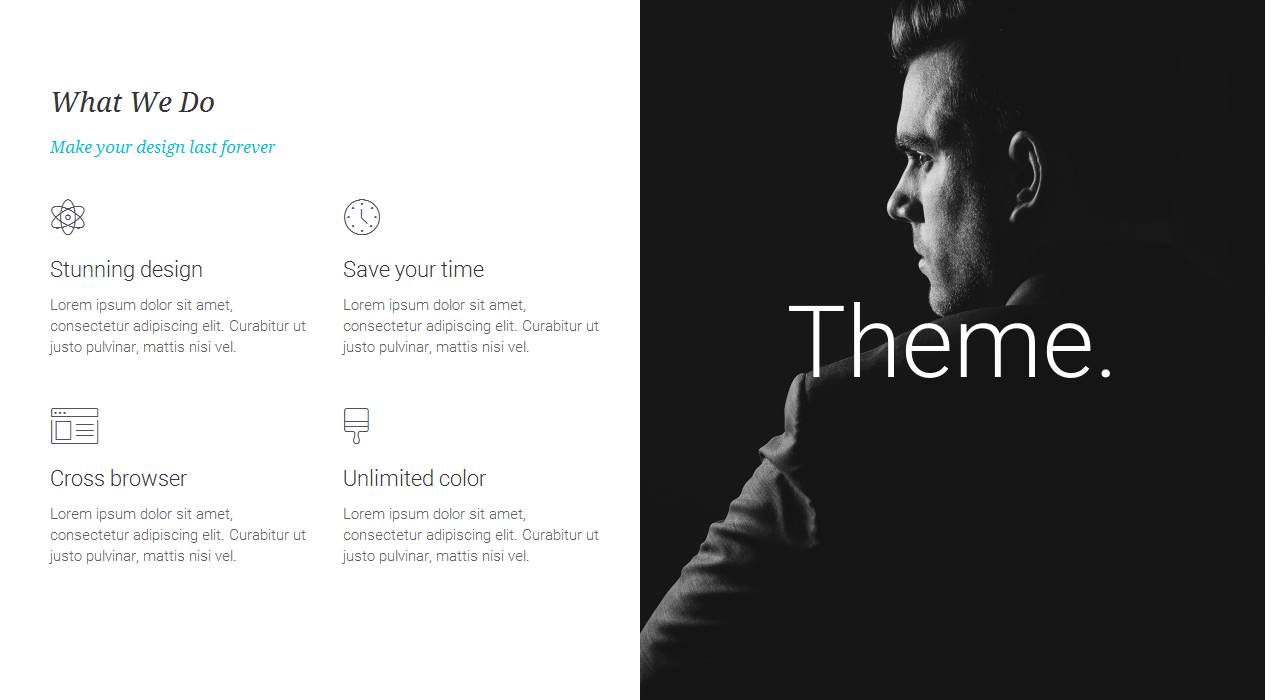 What We Do
Make your design last forever
Stunning design
Lorem ipsum dolor sit amet,
consectetur adipiscing elit. Curabitur ut
justo pulvinar, mattis nisi vel.
Save your time
Lorem ipsum dolor sit amet,
consectetur adipiscing elit. Curabitur ut
justo pulvinar, mattis nisi vel.
Cross browser
Lorem ipsum dolor sit amet,
consectetur adipiscing elit. Curabitur ut
justo pulvinar, mattis nisi vel.
Unlimited color
Lorem ipsum dolor sit amet,
consectetur adipiscing elit. Curabitur ut
justo pulvinar, mattis nisi vel.
Theme.